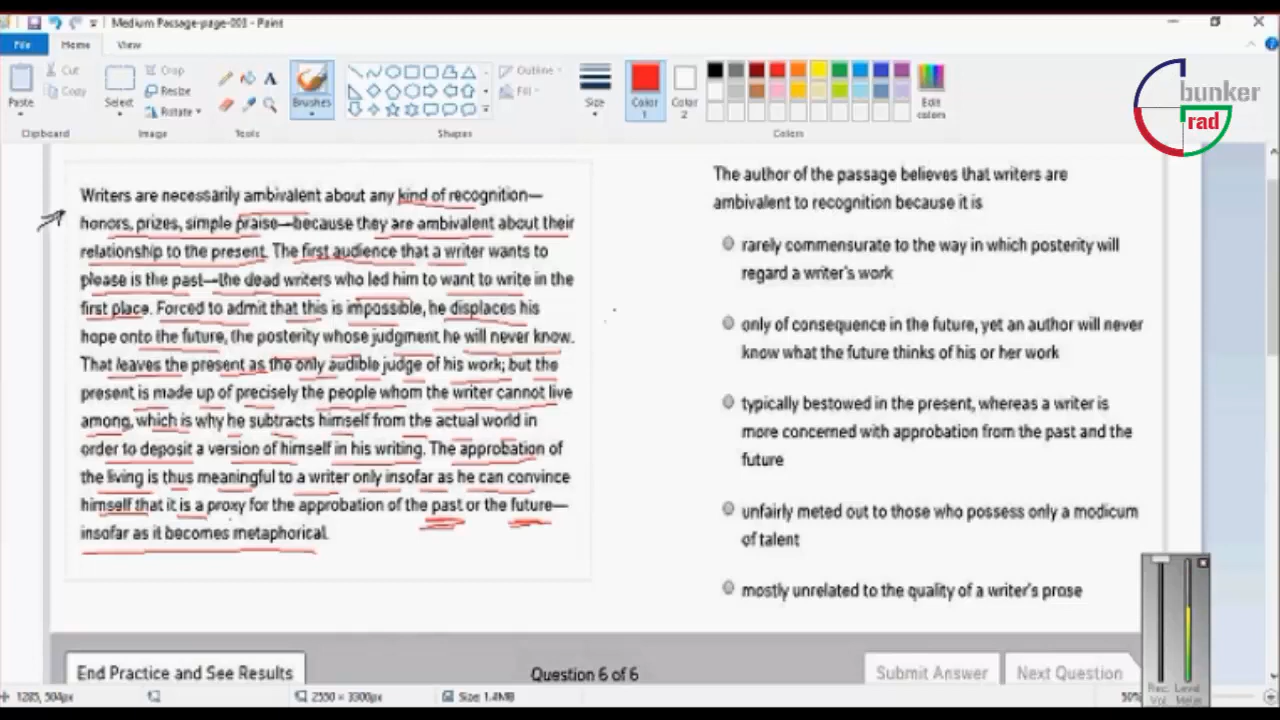 Medium Passage-page-003 - Paint
File Home View
Paste
Cut
Copy
Clipboard
Select
Crop
Resize
Rotate
Image
A
Tools
Brushes
Shapes
Outline
Fill
Size
Color 1
Color 2
Edit colors
Colors
bunker
grad
Writers are necessarily ambivalent about any kind of recognition—
honors, prizes, simple praise—because they are ambivalent about their
relationship to the present. The first audience that a writer wants to
please is the past—the dead writers who led him to want to write in the
first place. Forced to admit that this is impossible, he displaces his
hope onto the future, the posterity whose judgment he will never know.
That leaves the present as the only audible judge of his work; but the
present is made up of precisely the people whom the writer cannot live
among, which is why he subtracts himself from the actual world in
order to deposit a version of himself in his writing. The approbation of
the living is thus meaningful to a writer only insofar as he can convince
himself that it is a proxy for the approbation of the past or the future—
insofar as it becomes metaphorical.
The author of the passage believes that writers are
ambivalent to recognition because it is
rarely commensurate to the way in which posterity will
regard a writer's work
only of consequence in the future, yet an author will never
know what the future thinks of his or her work
typically bestowed in the present, whereas a writer is
more concerned with approbation from the past and the
future
unfairly meted out to those who possess only a modicum
of talent
mostly unrelated to the quality of a writer's prose
End Practice and See Results
Question 6 of 6
Submit Answer
Next Question
1285, 504px
2550 × 3300px
Size: 1.4MB
50%
Rec. Vol.
Level Meter